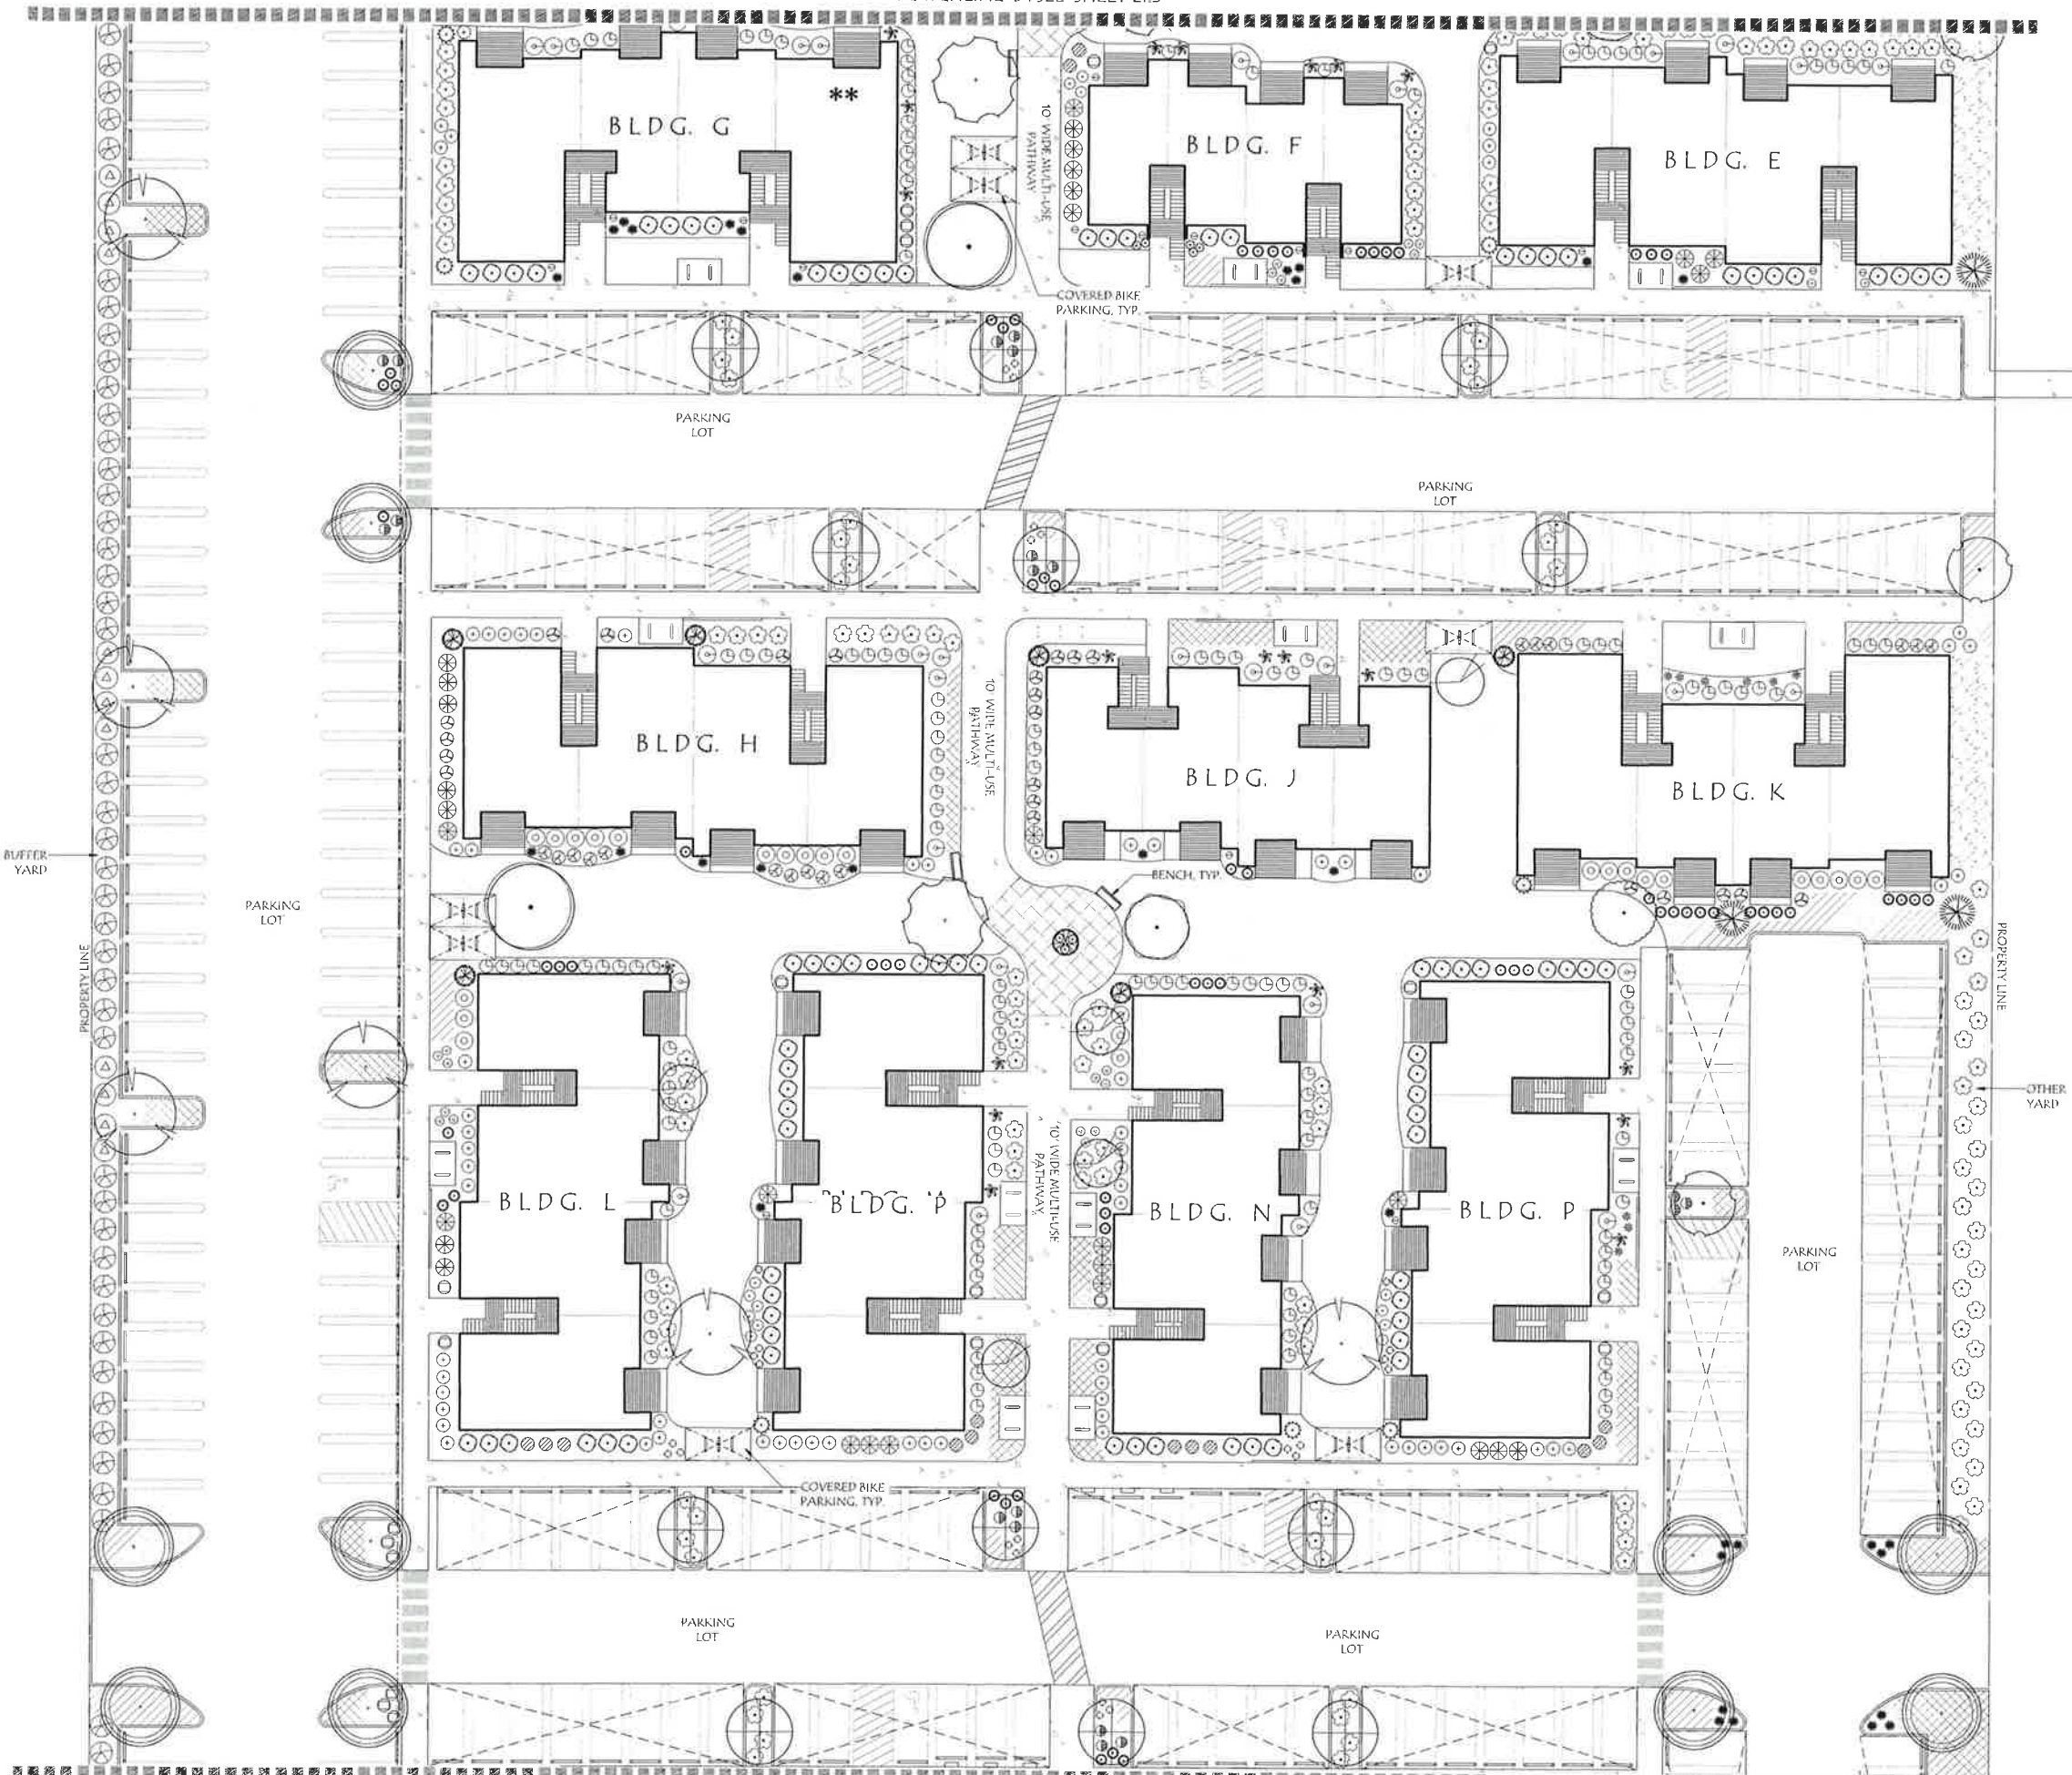 **
BLDG. G
BLDG. F
BLDG. E
10' WIDE MULTI-USE
PATHWAY
COVERED BIKE
PARKING, TYP.
PARKING
LOT
PARKING
LOT
BLDG. H
10' WIDE MULTI-USE
PATHWAY
BLDG. J
BLDG. K
BUFFER
YARD
BENCH, TYP.
PARKING
LOT
PROPERTY LINE
PROPERTY LINE
OTHER
YARD
10' WIDE MULTI-USE
PATHWAY
BLDG. L
BLDG. P
BLDG. N
BLDG. P
PARKING
LOT
COVERED BIKE
PARKING, TYP.
PARKING
LOT
PARKING
LOT